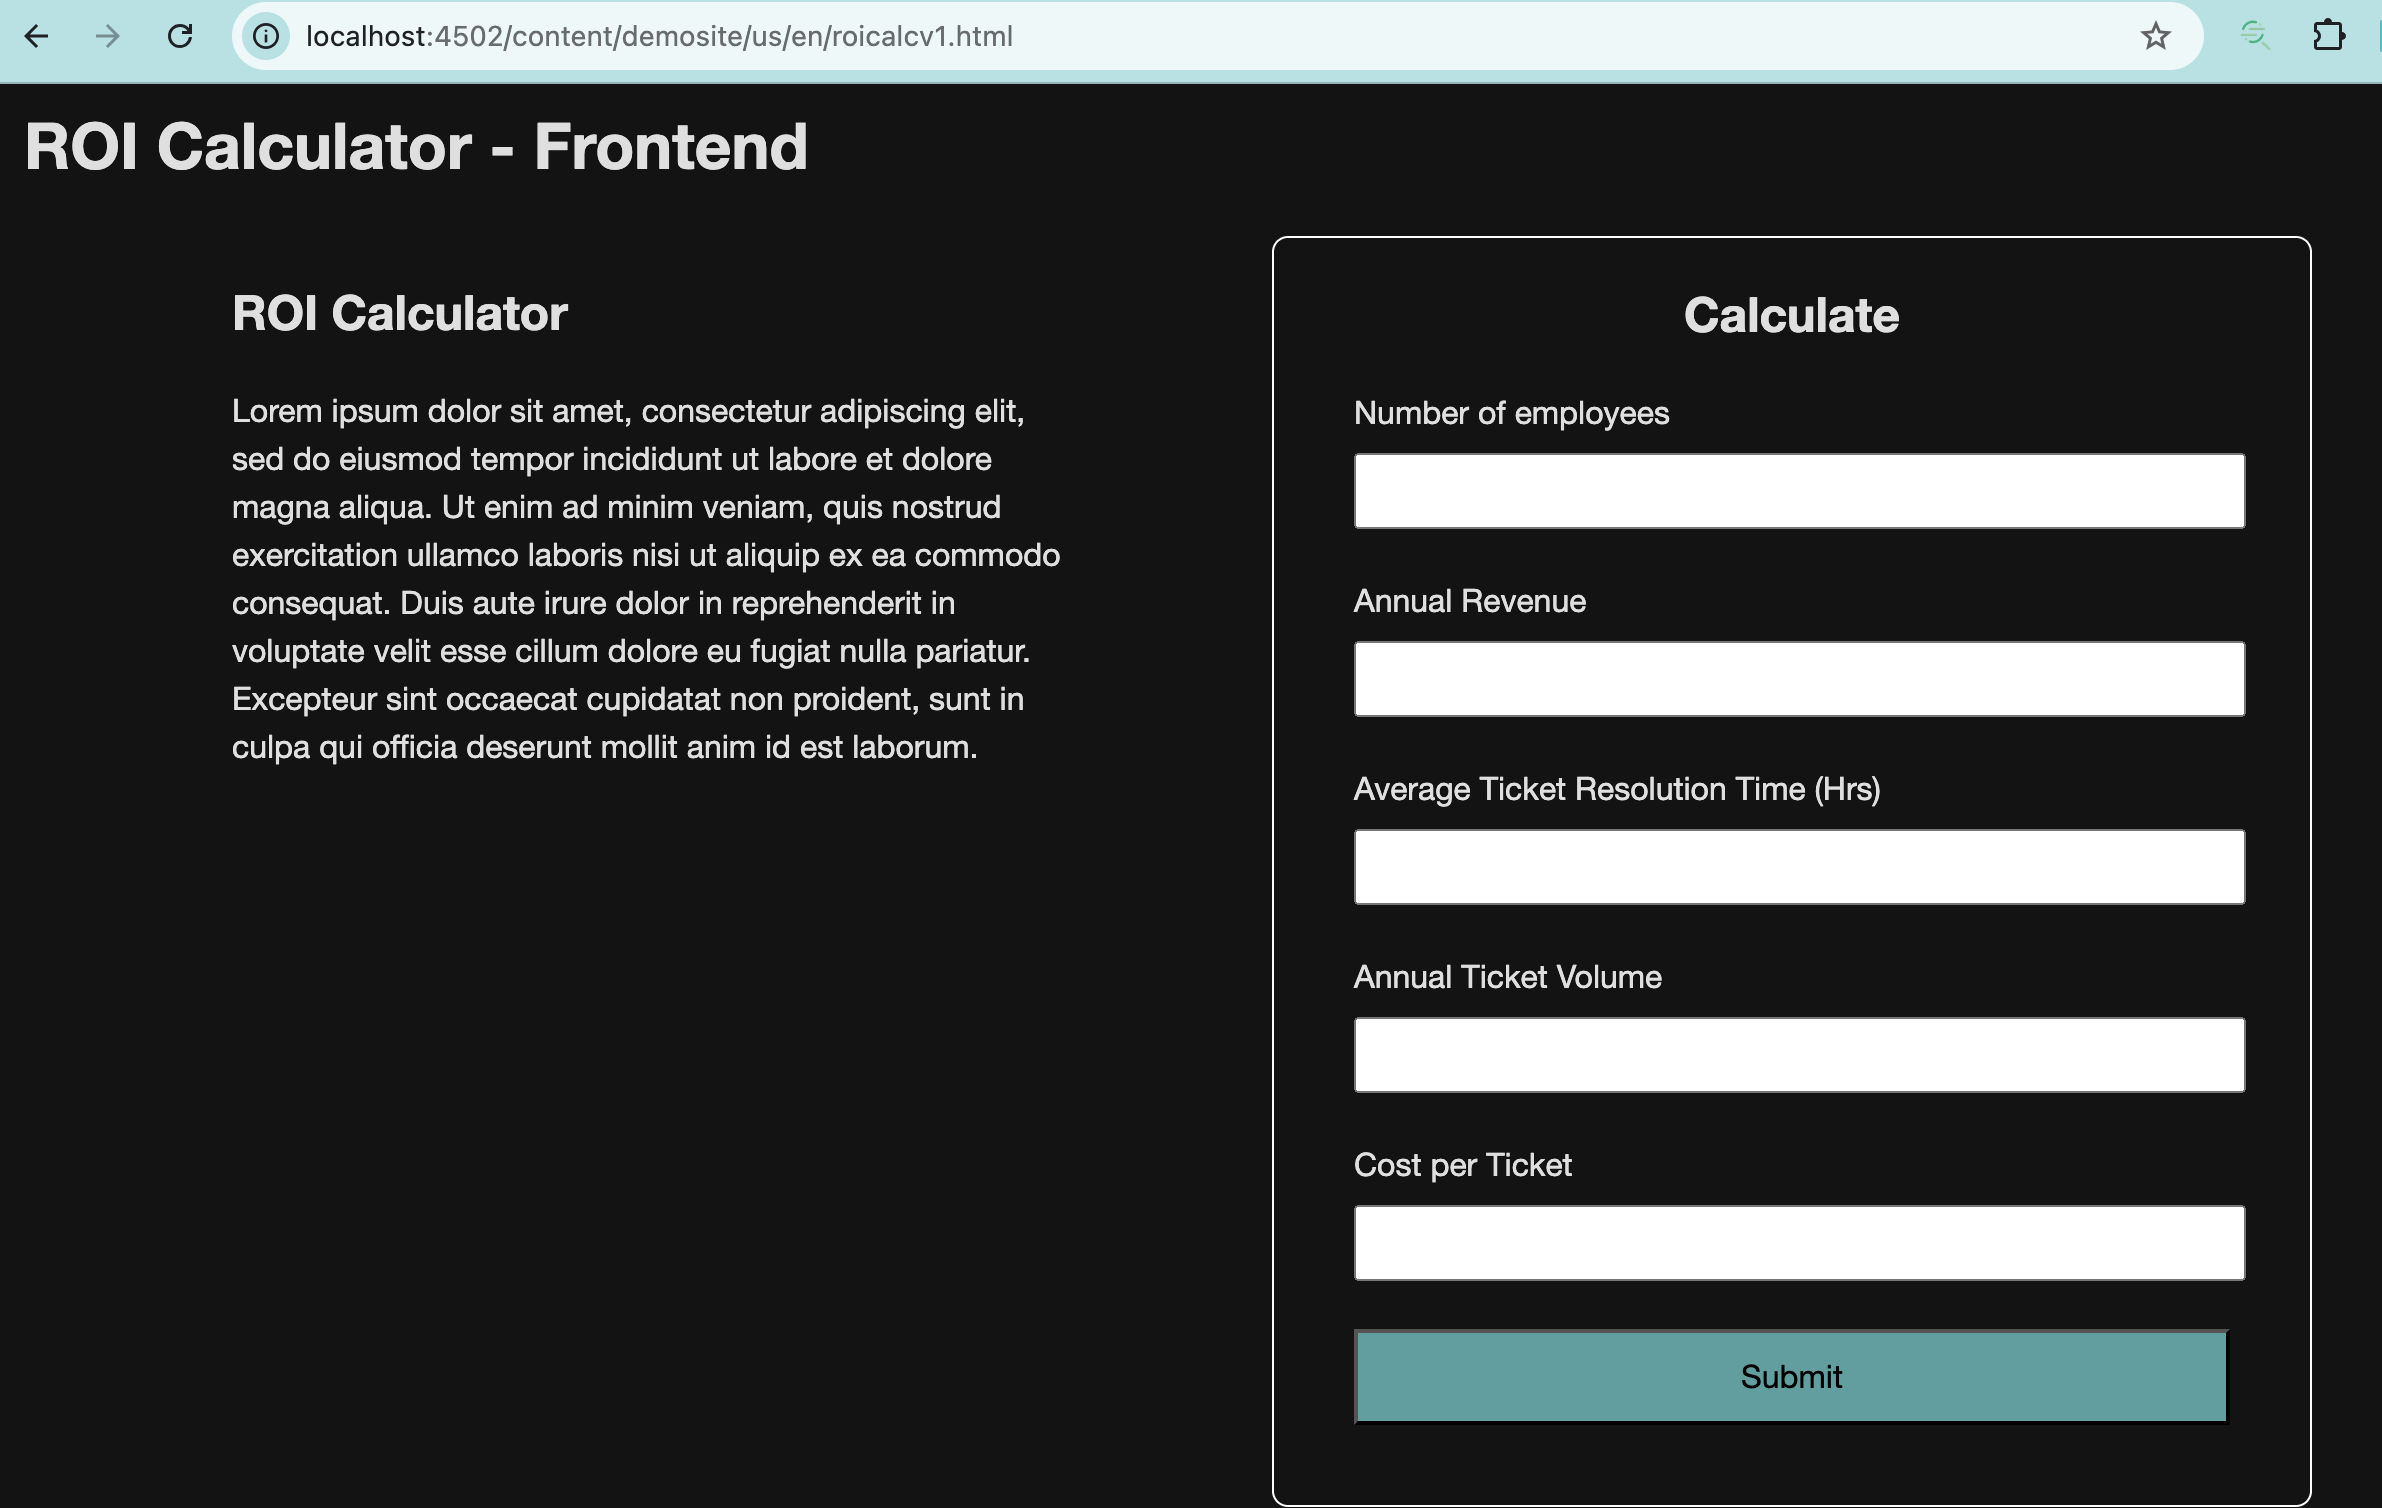 localhost:4502/content/demosite/us/en/roicalcv1.html
ROI Calculator - Frontend
ROI Calculator
Lorem ipsum dolor sit amet, consectetur adipiscing elit,
sed do eiusmod tempor incididunt ut labore et dolore
magna aliqua. Ut enim ad minim veniam, quis nostrud
exercitation ullamco laboris nisi ut aliquip ex ea commodo
consequat. Duis aute irure dolor in reprehenderit in
voluptate velit esse cillum dolore eu fugiat nulla pariatur.
Excepteur sint occaecat cupidatat non proident, sunt in
culpa qui officia deserunt mollit anim id est laborum.
Calculate
Number of employees
Annual Revenue
Average Ticket Resolution Time (Hrs)
Annual Ticket Volume
Cost per Ticket
Submit